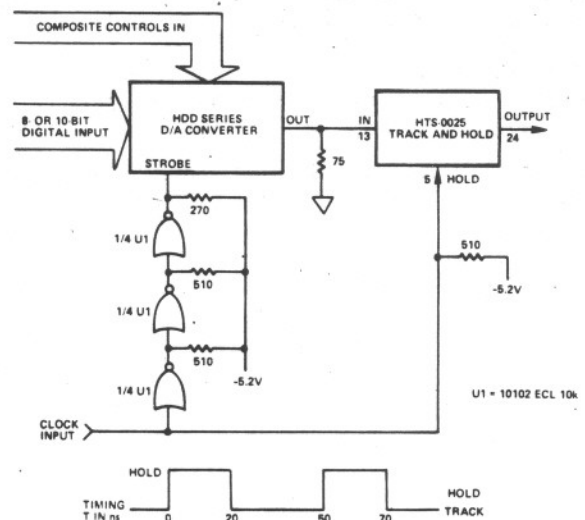 COMPOSITE CONTROLS IN
8- OR 10-BIT
DIGITAL INPUT
HDD SERIES
D/A CONVERTER
OUT
STROBE
IN
13
HTS-0025
TRACK AND HOLD
OUTPUT
24
75
5 HOLD
270
1/4 U1
510
-5.2V
510
1/4 U1
510
-5.2V
1/4 U1
U1 = 10102 ECL 10k
CLOCK
INPUT
HOLD
HOLD
TIMING
T IN ns
0
20
50
70
TRACK